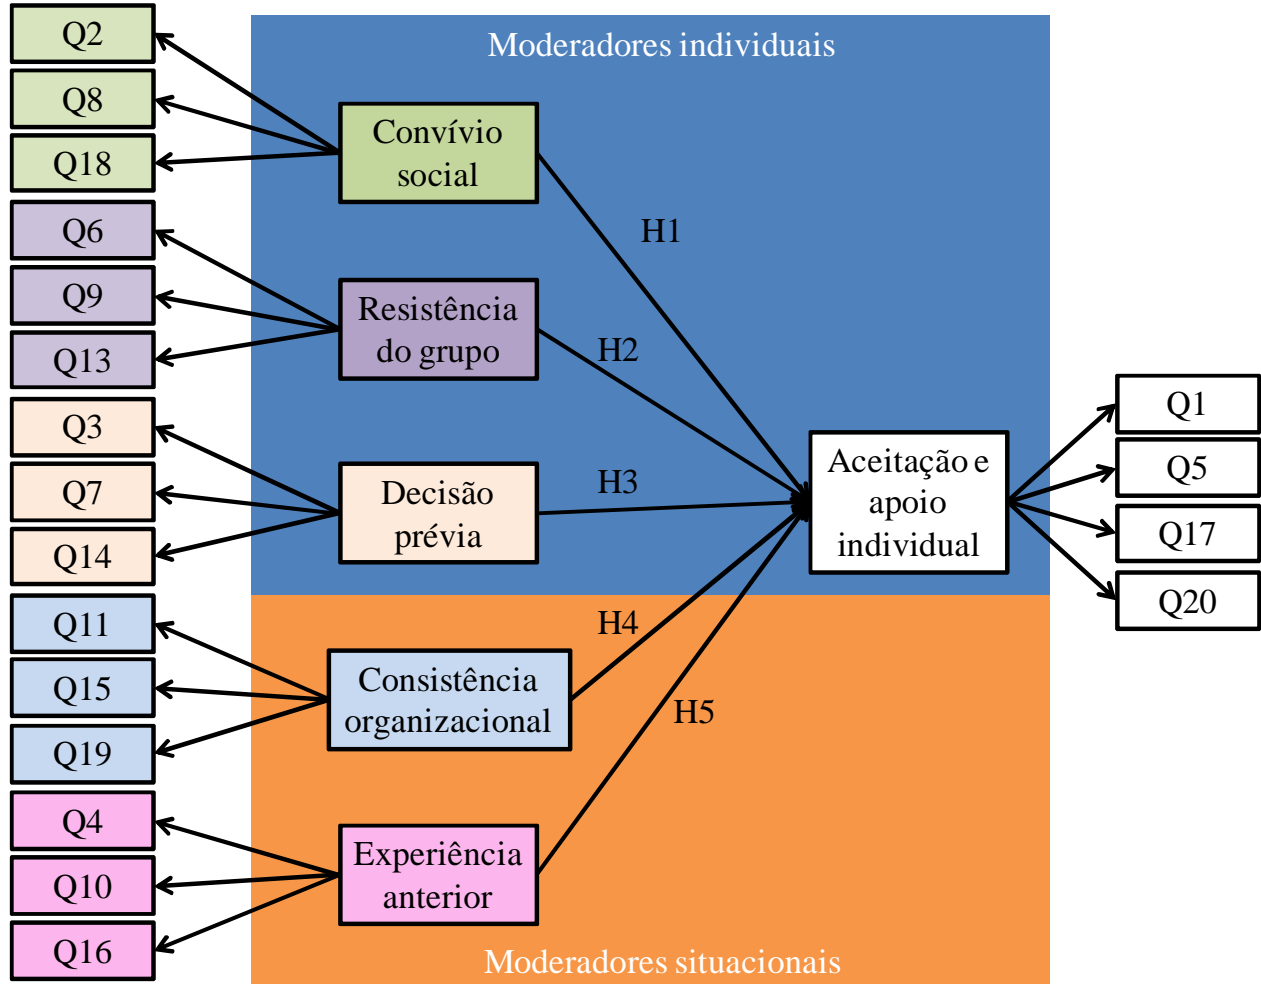 Q2
Q8
Q18
Q6
Q9
Q13
Q3
Q7
Q14
Q11
Q15
Q19
Q4
Q10
Q16
Moderadores individuais
Convívio
social
H1
Resistência
do grupo
H2
Decisão
prévia
H3
Aceitação e
apoio
individual
Consistência
organizacional
H4
Experiência
anterior
H5
Moderadores situacionais
Q1
Q5
Q17
Q20